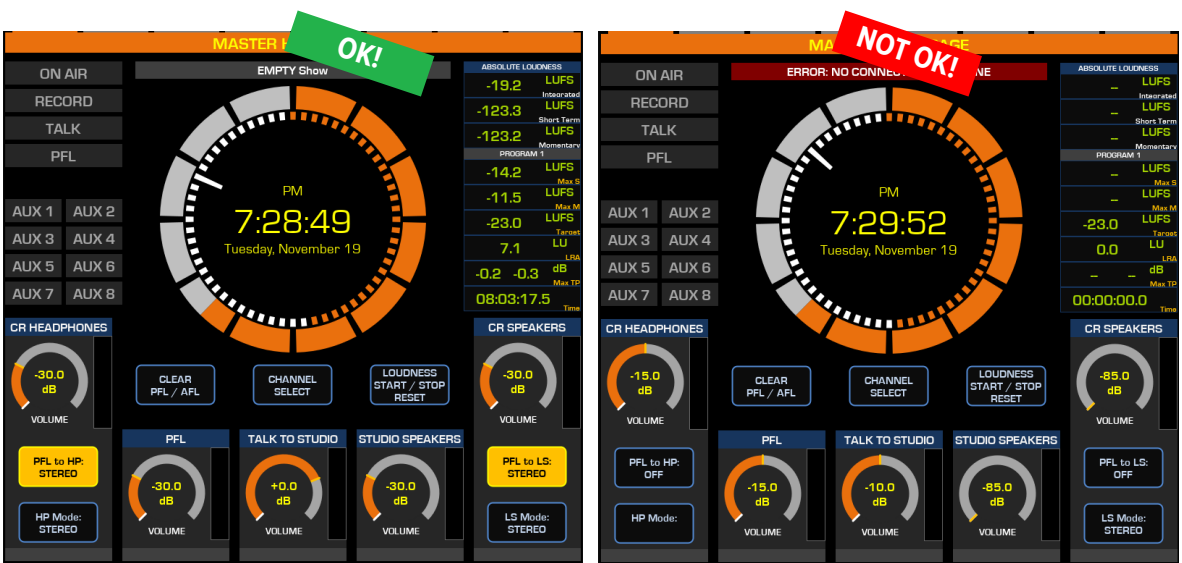 MASTER
OK!
ON AIR
RECORD
TALK
PFL
EMPTY Show
ABSOLUTE LOUDNESS
-19.2 LUFS
Integrated
-123.3 LUFS
Short Term
-123.2 LUFS
Momentary
PROGRAM 1
-14.2 LUFS
Max S
-11.5 LUFS
Max M
-23.0 LUFS
Target
7.1 LU
LRA
-0.2 -0.3 dB
Max TP
08:03:17.5
Time
AUX 1 AUX 2
AUX 3 AUX 4
AUX 5 AUX 6
AUX 7 AUX 8
PM
7:28:49
Tuesday, November 19
CR HEADPHONES
-30.0
dB
VOLUME
PFL to HP:
STEREO
HP Mode:
STEREO
CLEAR
PFL / AFL
CHANNEL
SELECT
LOUDNESS
START / STOP
RESET
PFL
-30.0
dB
VOLUME
TALK TO STUDIO
+0.0
dB
VOLUME
STUDIO SPEAKERS
-30.0
dB
VOLUME
CR SPEAKERS
-30.0
dB
VOLUME
PFL to LS:
STEREO
LS Mode:
STEREO
NOT OK!
ON AIR
RECORD
TALK
PFL
ERROR: NO
ABSOLUTE LOUDNESS
– LUFS
Integrated
– LUFS
Short Term
– LUFS
Momentary
PROGRAM 1
– LUFS
Max S
– LUFS
Max M
-23.0 LUFS
Target
0.0 LU
LRA
– – dB
Max TP
00:00:00.0
Time
AUX 1 AUX 2
AUX 3 AUX 4
AUX 5 AUX 6
AUX 7 AUX 8
PM
7:29:52
Tuesday, November 19
CR HEADPHONES
-15.0
dB
VOLUME
PFL to HP:
OFF
HP Mode:
CLEAR
PFL / AFL
CHANNEL
SELECT
LOUDNESS
START / STOP
RESET
PFL
-15.0
dB
VOLUME
TALK TO STUDIO
-10.0
dB
VOLUME
STUDIO SPEAKERS
-85.0
dB
VOLUME
CR SPEAKERS
-85.0
dB
VOLUME
PFL to LS:
OFF
LS Mode:
STEREO